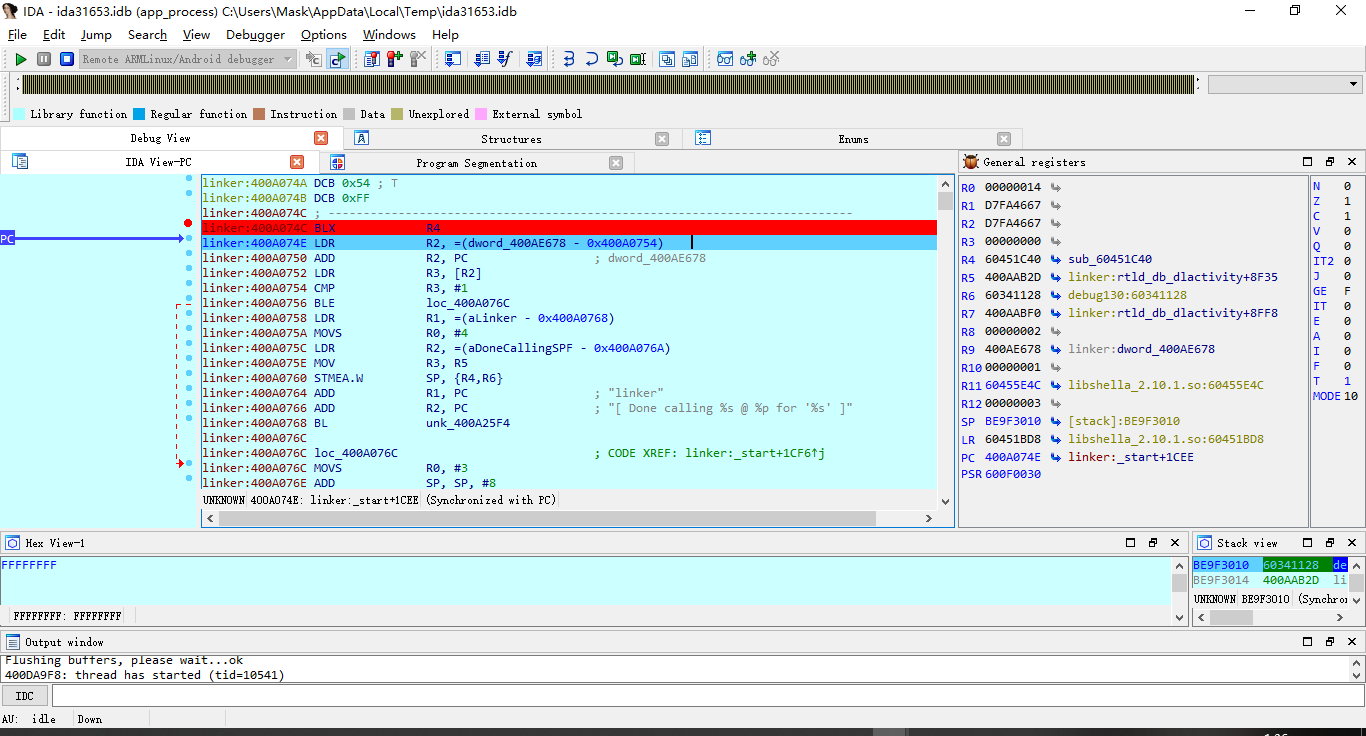 IDA - ida31653.idb (app_process) C:\Users\Mask\AppData\Local\Temp\ida31653.idb
File Edit Jump Search View Debugger Options Windows Help
Remote ARMLinux/Android debugger
Library function Regular function Instruction Data Unexplored External symbol
Debug View Structures Enums
IDA View-PC Program Segmentation
linker:400A074A DCB 0x54 ; T
linker:400A074B DCB 0xFF
linker:400A074C ; ---------------------------------------------------------------------------
linker:400A074C BLX R4
PC
linker:400A074E LDR R2, =(dword_400AE678 - 0x400A0754)
linker:400A0750 ADD R2, PC ; dword_400AE678
linker:400A0752 LDR R3, [R2]
linker:400A0754 CMP R3, #1
linker:400A0756 BLE loc_400A076C
linker:400A0758 LDR R1, =(aLinker - 0x400A0768)
linker:400A075A MOVS R0, #4
linker:400A075C LDR R2, =(aDoneCallingSPF - 0x400A076A)
linker:400A075E MOV R3, R5
linker:400A0760 STMEA.W SP, {R4,R6}
linker:400A0764 ADD R1, PC ; "linker"
linker:400A0766 ADD R2, PC ; "[ Done calling %s @ %p for '%s' ]"
linker:400A0768 BL unk_400A25F4
linker:400A076C
linker:400A076C loc_400A076C ; CODE XREF: linker:_start+1CF6↑j
linker:400A076C MOVS R0, #3
linker:400A076E ADD SP, SP, #8
UNKNOWN 400A074E: linker:_start+1CEE (Synchronized with PC)
General registers
R0 00000014
R1 D7FA4667
R2 D7FA4667
R3 00000000
R4 60451C40 sub_60451C40
R5 400AAB2D linker:rtld_db_dlactivity+8F35
R6 60341128 debug130:60341128
R7 400AABF0 linker:rtld_db_dlactivity+8FF8
R8 00000002
R9 400AE678 linker:dword_400AE678
R10 00000001
R11 60455E4C libshella_2.10.1.so:60455E4C
R12 00000003
SP BE9F3010 [stack]:BE9F3010
LR 60451BD8 libshella_2.10.1.so:60451BD8
PC 400A074E linker:_start+1CEE
PSR 600F0030
N 0
Z 1
C 1
V 0
Q 0
IT2 0
J 0
GE F
IT 0
E 0
A 0
I 0
F 0
T 1
MODE 10
Hex View-1
FFFFFFFF
FFFFFFFF: FFFFFFFF
Stack view
BE9F3010 60341128 de
BE9F3014 400AAB2D li
UNKNOWN BE9F3010 (Synchro
Output window
Flushing buffers, please wait...ok
400DA9F8: thread has started (tid=10541)
IDC
AU: idle Down